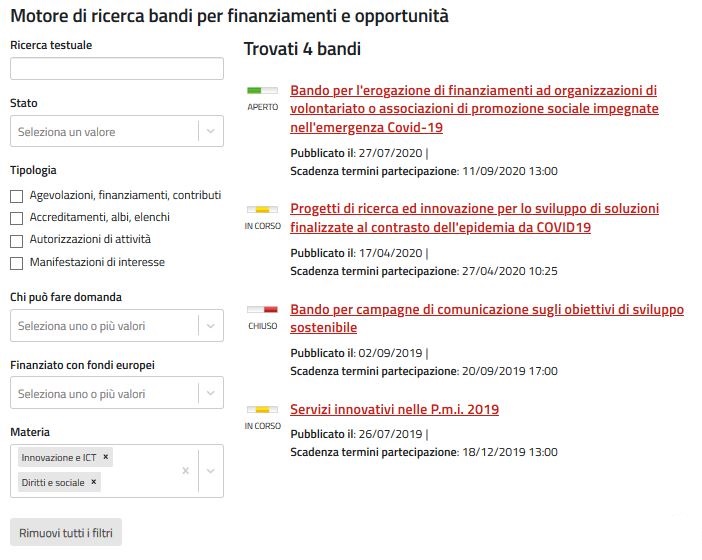 Motore di ricerca bandi per finanziamenti e opportunità
Ricerca testuale
Stato
Seleziona un valore
Tipologia
Agevolazioni, finanziamenti, contributi
Accreditamenti, albi, elenchi
Autorizzazioni di attività
Manifestazioni di interesse
Chi può fare domanda
Seleziona uno o più valori
Finanziato con fondi europei
Seleziona uno o più valori
Materia
Innovazione e ICT ×
Diritti e sociale ×
×
Rimuovi tutti i filtri
Trovati 4 bandi
APERTO
Bando per l'erogazione di finanziamenti ad organizzazioni di
volontariato o associazioni di promozione sociale impegnate
nell'emergenza Covid-19
Pubblicato il: 27/07/2020 |
Scadenza termini partecipazione: 11/09/2020 13:00
IN CORSO
Progetti di ricerca ed innovazione per lo sviluppo di soluzioni
finalizzate al contrasto dell'epidemia da COVID19
Pubblicato il: 17/04/2020 |
Scadenza termini partecipazione: 27/04/2020 10:25
CHIUSO
Bando per campagne di comunicazione sugli obiettivi di sviluppo
sostenibile
Pubblicato il: 02/09/2019 |
Scadenza termini partecipazione: 20/09/2019 17:00
IN CORSO
Servizi innovativi nelle P.m.i. 2019
Pubblicato il: 26/07/2019 |
Scadenza termini partecipazione: 18/12/2019 13:00